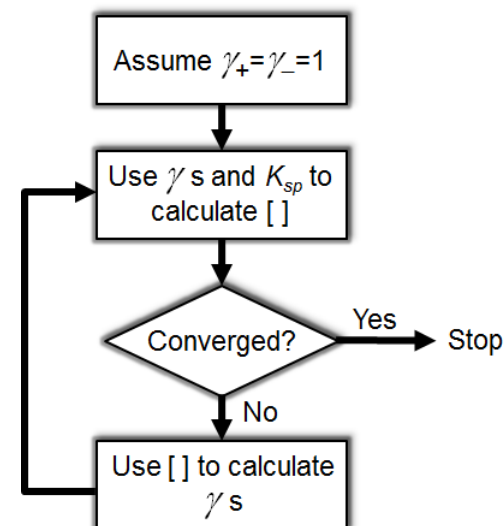 Assume γ₊=γ₋=1
Use γ s and Kₛₚ to
calculate [ ]
Converged?
Yes
Stop
No
Use [ ] to calculate
γ s